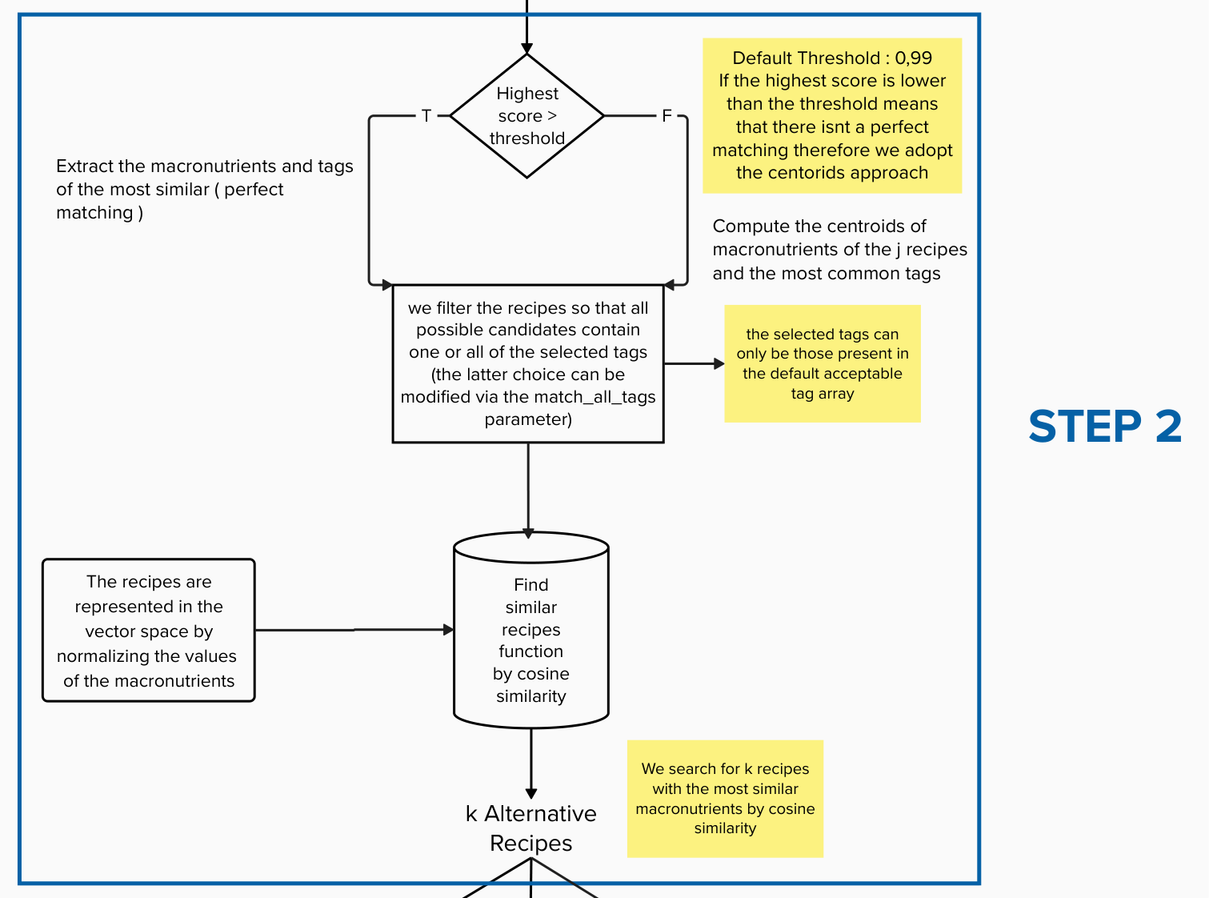 Highest
score >
threshold
T
F
Default Threshold : 0,99
If the highest score is lower
than the threshold means
that there isnt a perfect
matching therefore we adopt
the centorids approach
Extract the macronutrients and tags
of the most similar ( perfect
matching )
Compute the centroids of
macronutrients of the j recipes
and the most common tags
we filter the recipes so that all
possible candidates contain
one or all of the selected tags
(the latter choice can be
modified via the match_all_tags
parameter)
the selected tags can
only be those present in
the default acceptable
tag array
STEP 2
The recipes are
represented in the
vector space by
normalizing the values
of the macronutrients
Find
similar
recipes
function
by cosine
similarity
We search for k recipes
with the most similar
macronutrients by cosine
similarity
k Alternative
Recipes